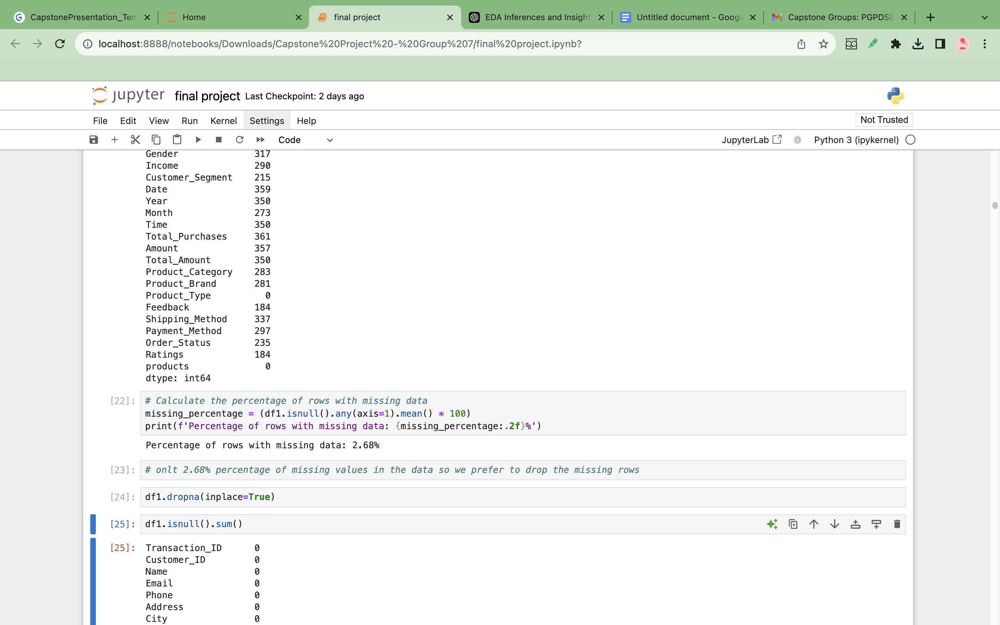 CapstonePresentation_Tem
Home
final project
EDA Inferences and Insight
Untitled document - Googl
Capstone Groups: PGPDSE
localhost:8888/notebooks/Downloads/Capstone%20Project%20-%20Group%207/final%20project.ipynb?
jupyter final project Last Checkpoint: 2 days ago
File Edit View Run Kernel Settings Help Not Trusted
Code JupyterLab Python 3 (ipykernel)
Gender 317
Income 290
Customer_Segment 215
Date 359
Year 350
Month 273
Time 350
Total_Purchases 361
Amount 357
Total_Amount 350
Product_Category 283
Product_Brand 281
Product_Type 0
Feedback 184
Shipping_Method 337
Payment_Method 297
Order_Status 235
Ratings 184
products 0
dtype: int64
[22]: # Calculate the percentage of rows with missing data
missing_percentage = (df1.isnull().any(axis=1).mean() * 100)
print(f'Percentage of rows with missing data: {missing_percentage:.2f}%')
Percentage of rows with missing data: 2.68%
[23]: # onlt 2.68% percentage of missing values in the data so we prefer to drop the missing rows
[24]: df1.dropna(inplace=True)
[25]: df1.isnull().sum()
[25]: Transaction_ID 0
Customer_ID 0
Name 0
Email 0
Phone 0
Address 0
City 0